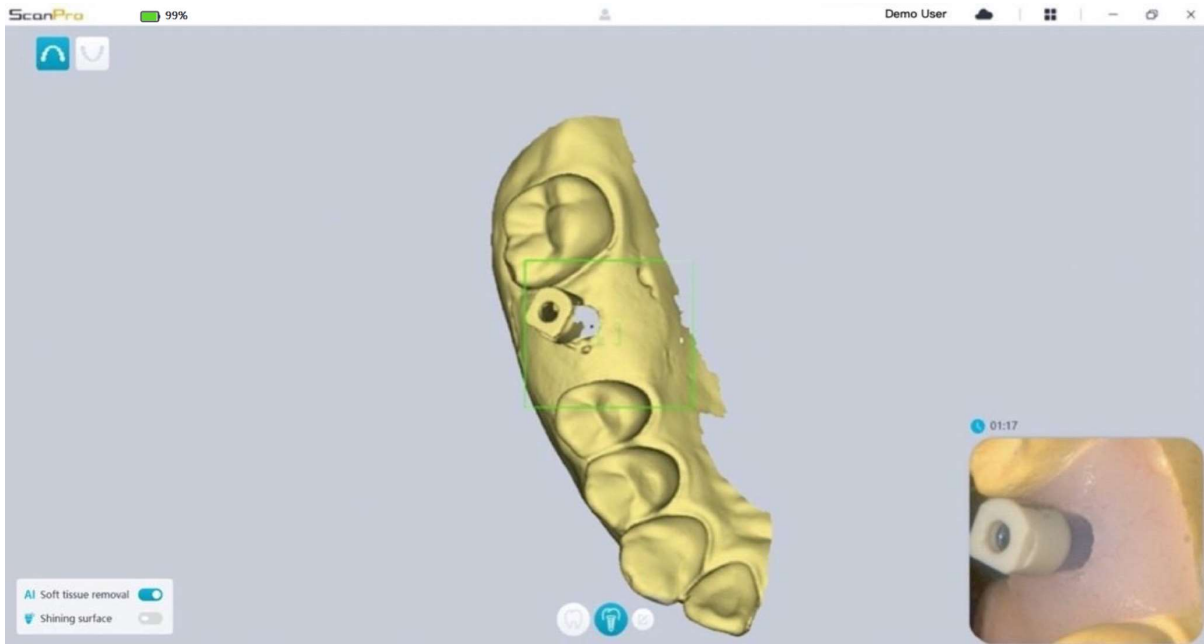 ScanPro
99%
Demo User
01:17
AI Soft tissue removal
Shining surface